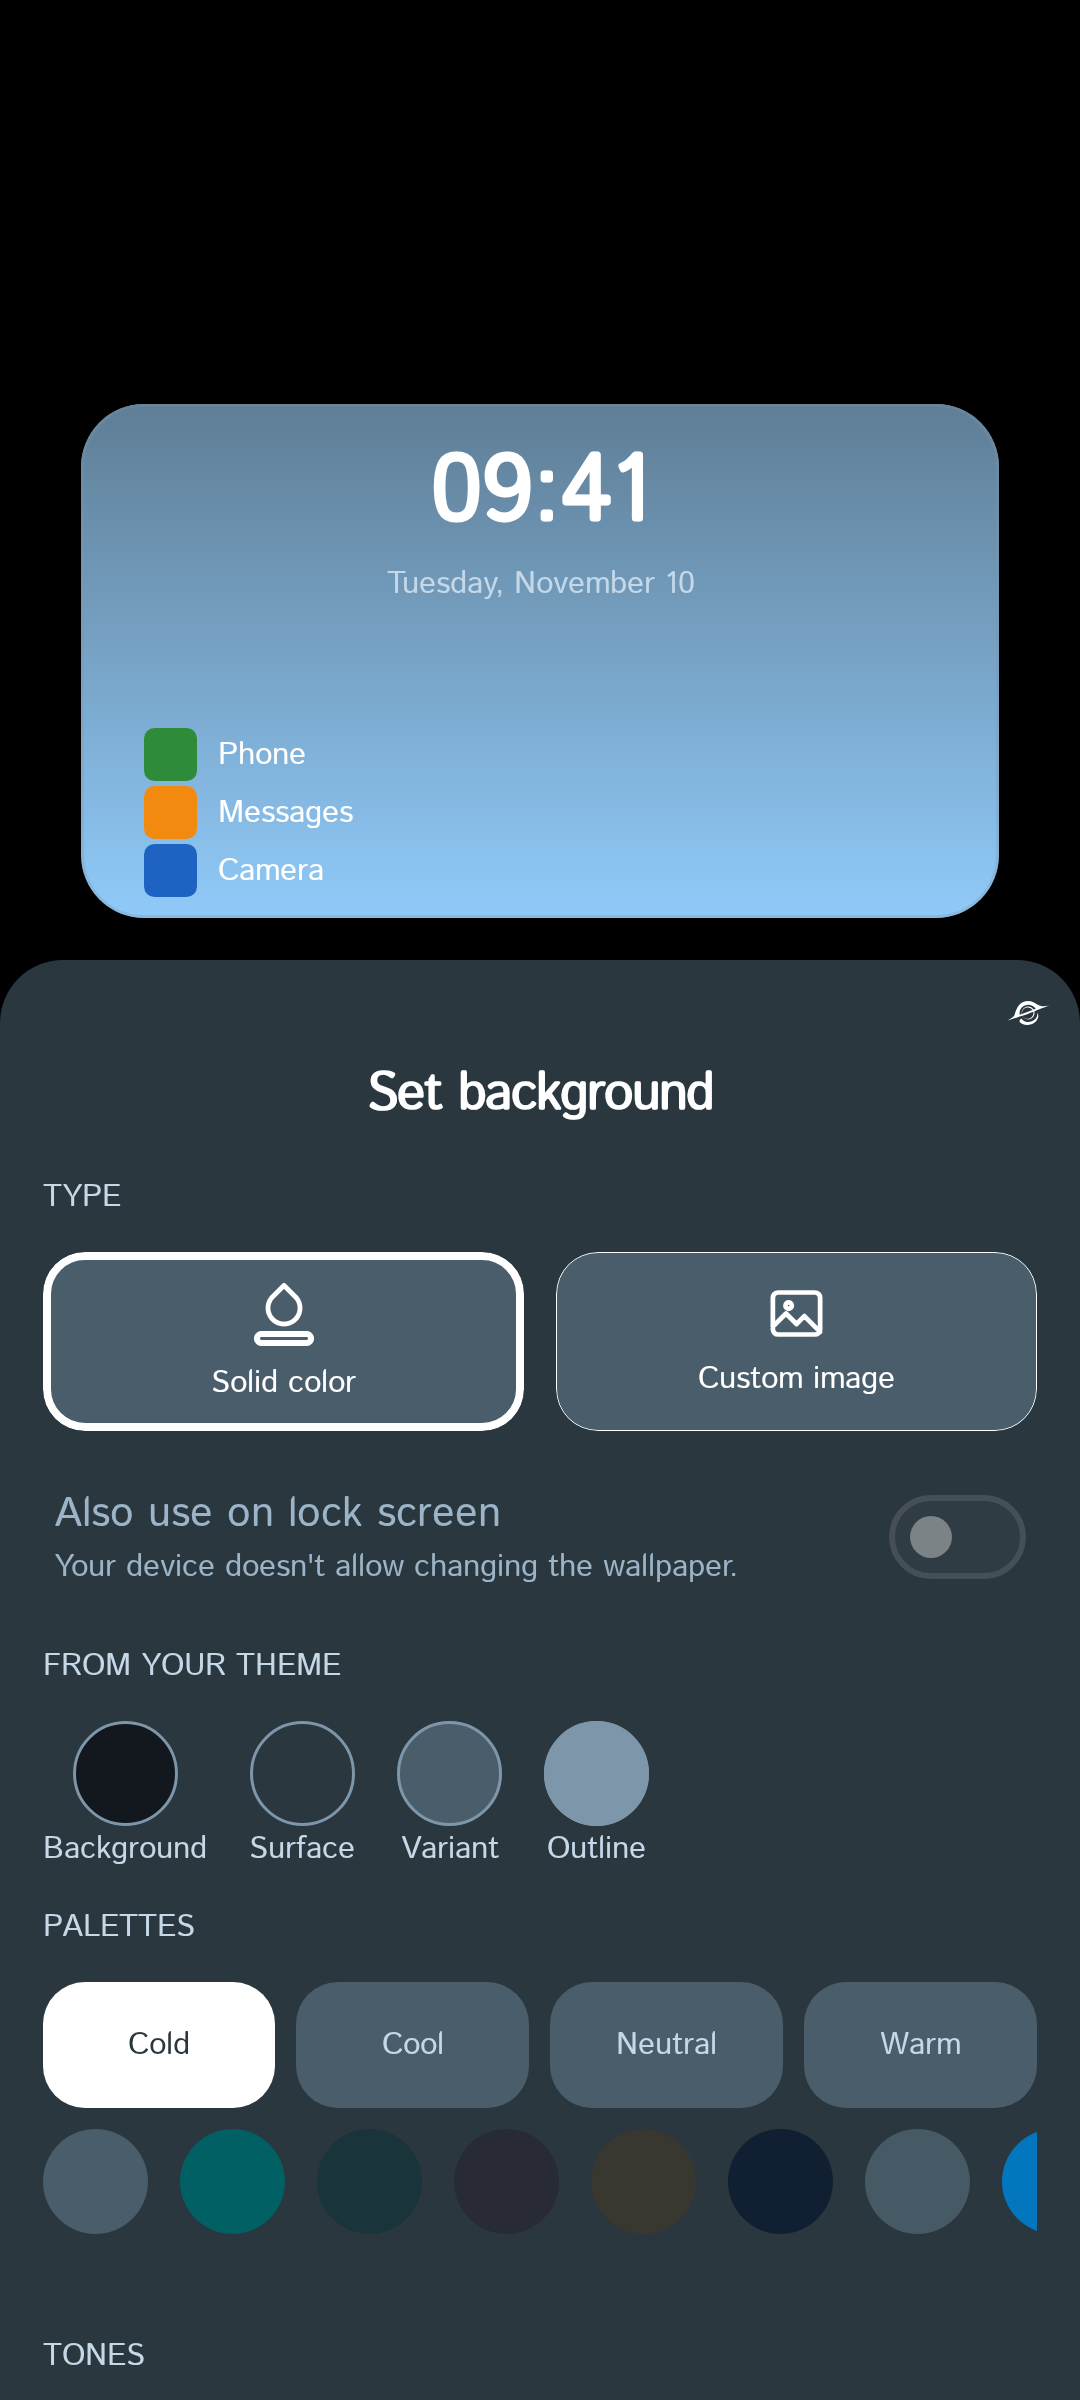 09:41
Tuesday, November 10
Phone
Messages
Camera
Set background
TYPE
Solid color
Custom image
Also use on lock screen
Your device doesn't allow changing the wallpaper.
FROM YOUR THEME
Background
Surface
Variant
Outline
PALETTES
Cold
Cool
Neutral
Warm
TONES